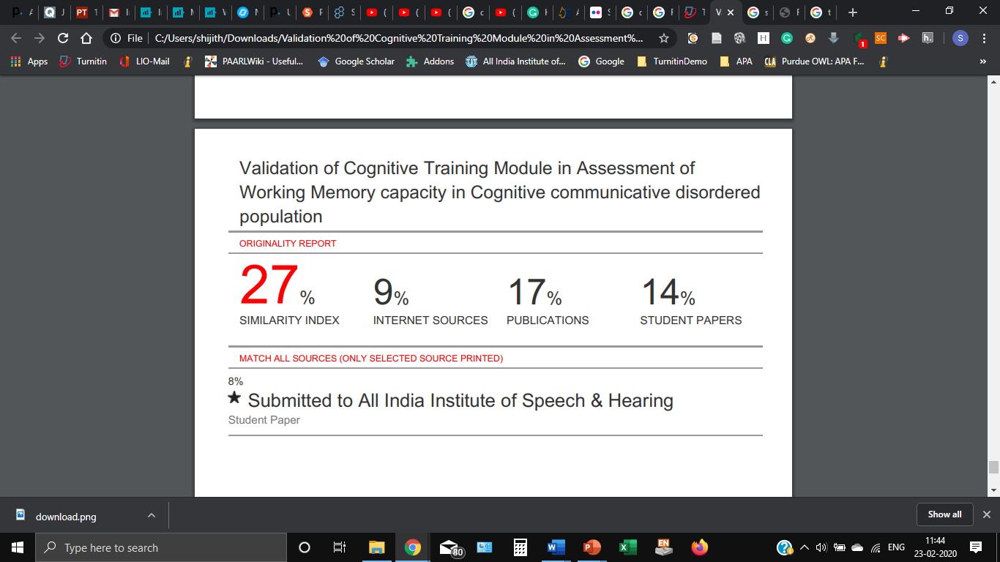 File
C:/Users/shijith/Downloads/Validation%20of%20Cognitive%20Training%20Module%20in%20Assessment%...
Apps
Turnitin
LIO-Mail
PAARLWiki - Useful...
Google Scholar
Addons
All India Institute of...
Google
TurnitinDemo
APA
Purdue OWL: APA F...
»
Validation of Cognitive Training Module in Assessment of
Working Memory capacity in Cognitive communicative disordered
population
ORIGINALITY REPORT
27% 9% 17% 14%
SIMILARITY INDEX INTERNET SOURCES PUBLICATIONS STUDENT PAPERS
MATCH ALL SOURCES (ONLY SELECTED SOURCE PRINTED)
8%
Submitted to All India Institute of Speech & Hearing
Student Paper
download.png
Show all
Type here to search
80
EN
ENG
11:44
23-02-2020